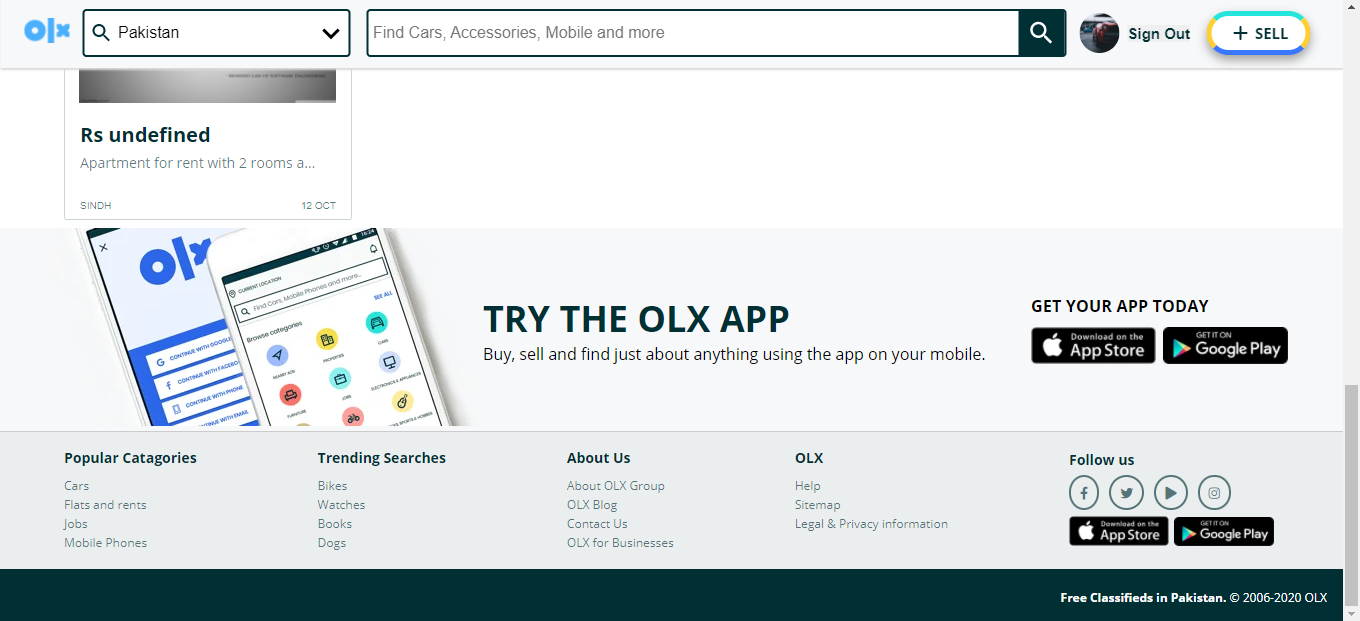 olx
Pakistan
Find Cars, Accessories, Mobile and more
Sign Out
+ SELL
Rs undefined
Apartment for rent with 2 rooms a...
SINDH
12 OCT
olx
CONTINUE WITH GOOGLE
CONTINUE WITH PHONE
CONTINUE WITH EMAIL
16:24
CURRENT LOCATION
Find Cars, Mobile Phones and more...
Browse categories
SEE ALL
NEARBY ADS
PROPERTIES
CARS
FURNITURE
JOBS
ELECTRONICS & APPLIANCES
TRY THE OLX APP
Buy, sell and find just about anything using the app on your mobile.
GET YOUR APP TODAY
Download on the
App Store
GET IT ON
Google Play
Popular Catagories
Cars
Flats and rents
Jobs
Mobile Phones
Trending Searches
Bikes
Watches
Books
Dogs
About Us
About OLX Group
OLX Blog
Contact Us
OLX for Businesses
OLX
Help
Sitemap
Legal & Privacy information
Follow us
Download on the
App Store
GET IT ON
Google Play
Free Classifieds in Pakistan. © 2006-2020 OLX